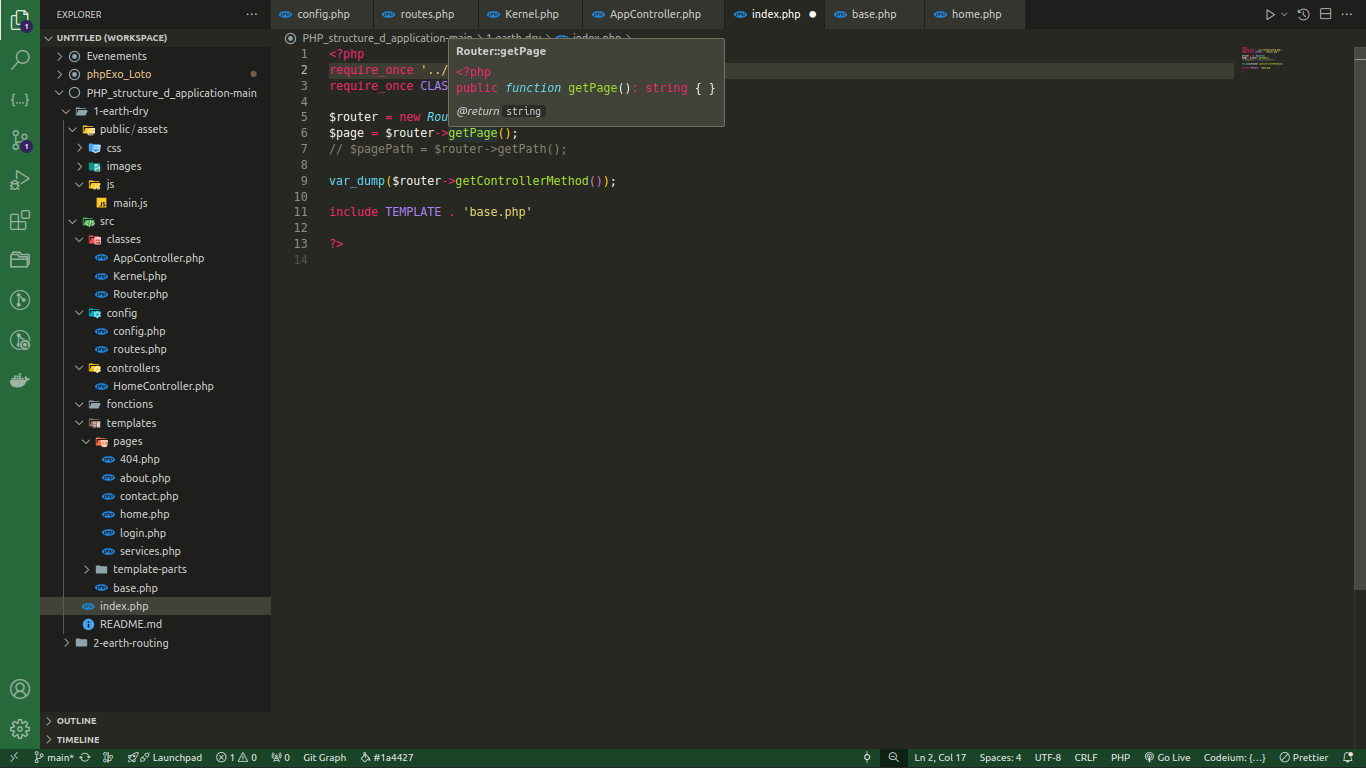 EXPLORER
UNTITLED (WORKSPACE)
Evenements
phpExo_Loto
PHP_structure_d_application-main
1-earth-dry
public/assets
css
images
js
main.js
src
classes
AppController.php
Kernel.php
Router.php
config
config.php
routes.php
controllers
HomeController.php
fonctions
templates
pages
404.php
about.php
contact.php
home.php
login.php
services.php
template-parts
base.php
index.php
README.md
2-earth-routing
OUTLINE
TIMELINE
config.php routes.php Kernel.php AppController.php index.php base.php home.php
PHP_structure_d_application-main 1-earth-dry index.php
Router::getPage
<?php
public function getPage(): string { }
@return string
1 <?php
2 require_once '../
3 require_once CLAS
4
5 $router = new Rou
6 $page = $router->getPage();
7 // $pagePath = $router->getPath();
8
9 var_dump($router->getControllerMethod());
10
11 include TEMPLATE . 'base.php'
12
13 ?>
14
main* Launchpad 1 0 0 Git Graph #1a4427 Ln 2, Col 17 Spaces: 4 UTF-8 CRLF PHP Go Live Codeium: {...} Prettier